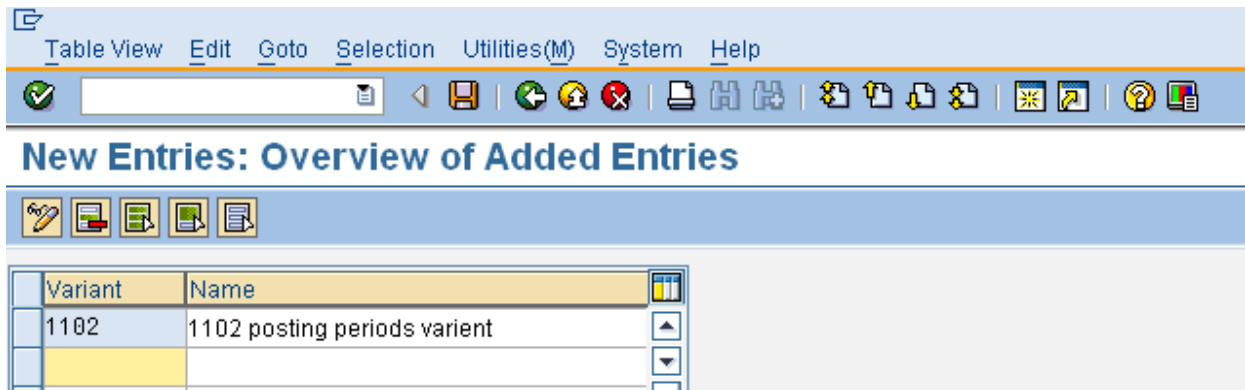 Table View Edit Goto Selection Utilities(M) System Help
New Entries: Overview of Added Entries
Variant Name
1102 1102 posting periods varient